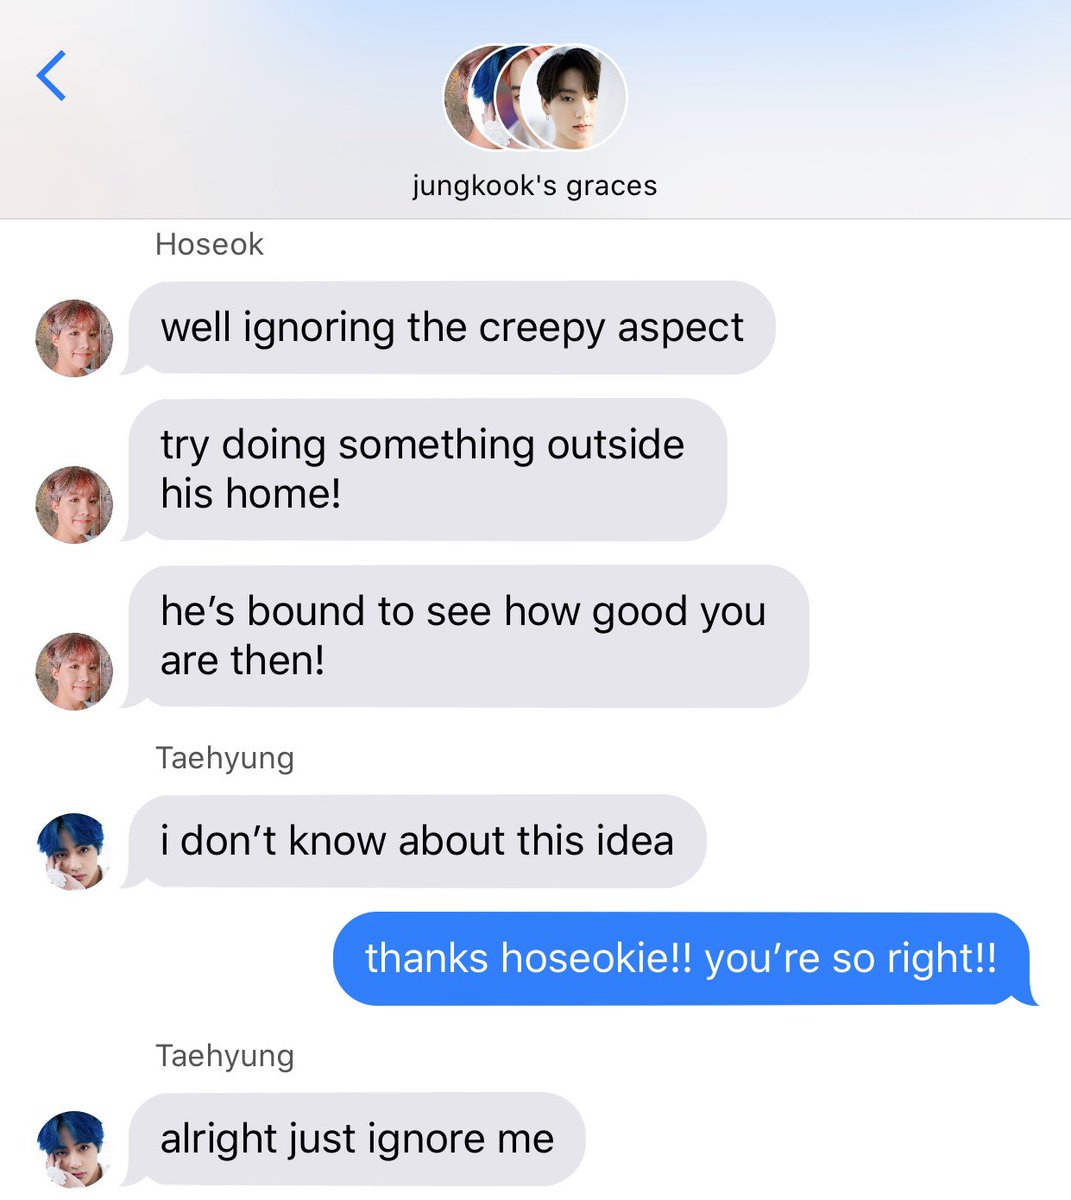 jungkook's graces
Hoseok
well ignoring the creepy aspect
try doing something outside
his home!
he’s bound to see how good you
are then!
Taehyung
i don’t know about this idea
thanks hoseokie!! you’re so right!!
Taehyung
alright just ignore me